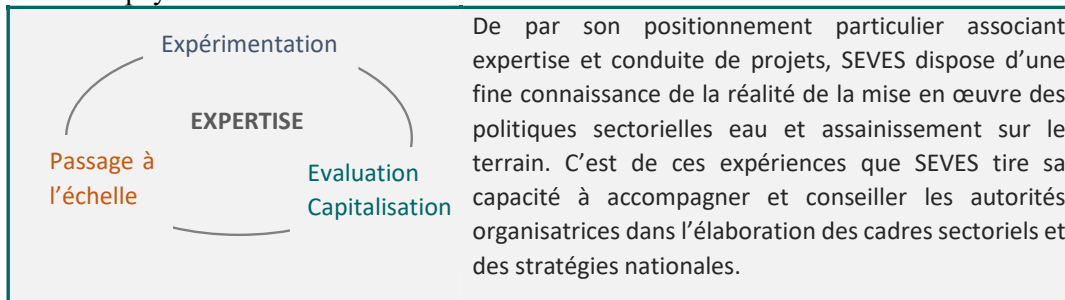 Expérimentation
EXPERTISE
Passage à
l'échelle
Evaluation
Capitalisation
De par son positionnement particulier associant
expertise et conduite de projets, SEVES dispose d'une
fine connaissance de la réalité de la mise en œuvre des
politiques sectorielles eau et assainissement sur le
terrain. C'est de ces expériences que SEVES tire sa
capacité à accompagner et conseiller les autorités
organisatrices dans l'élaboration des cadres sectoriels et
des stratégies nationales.